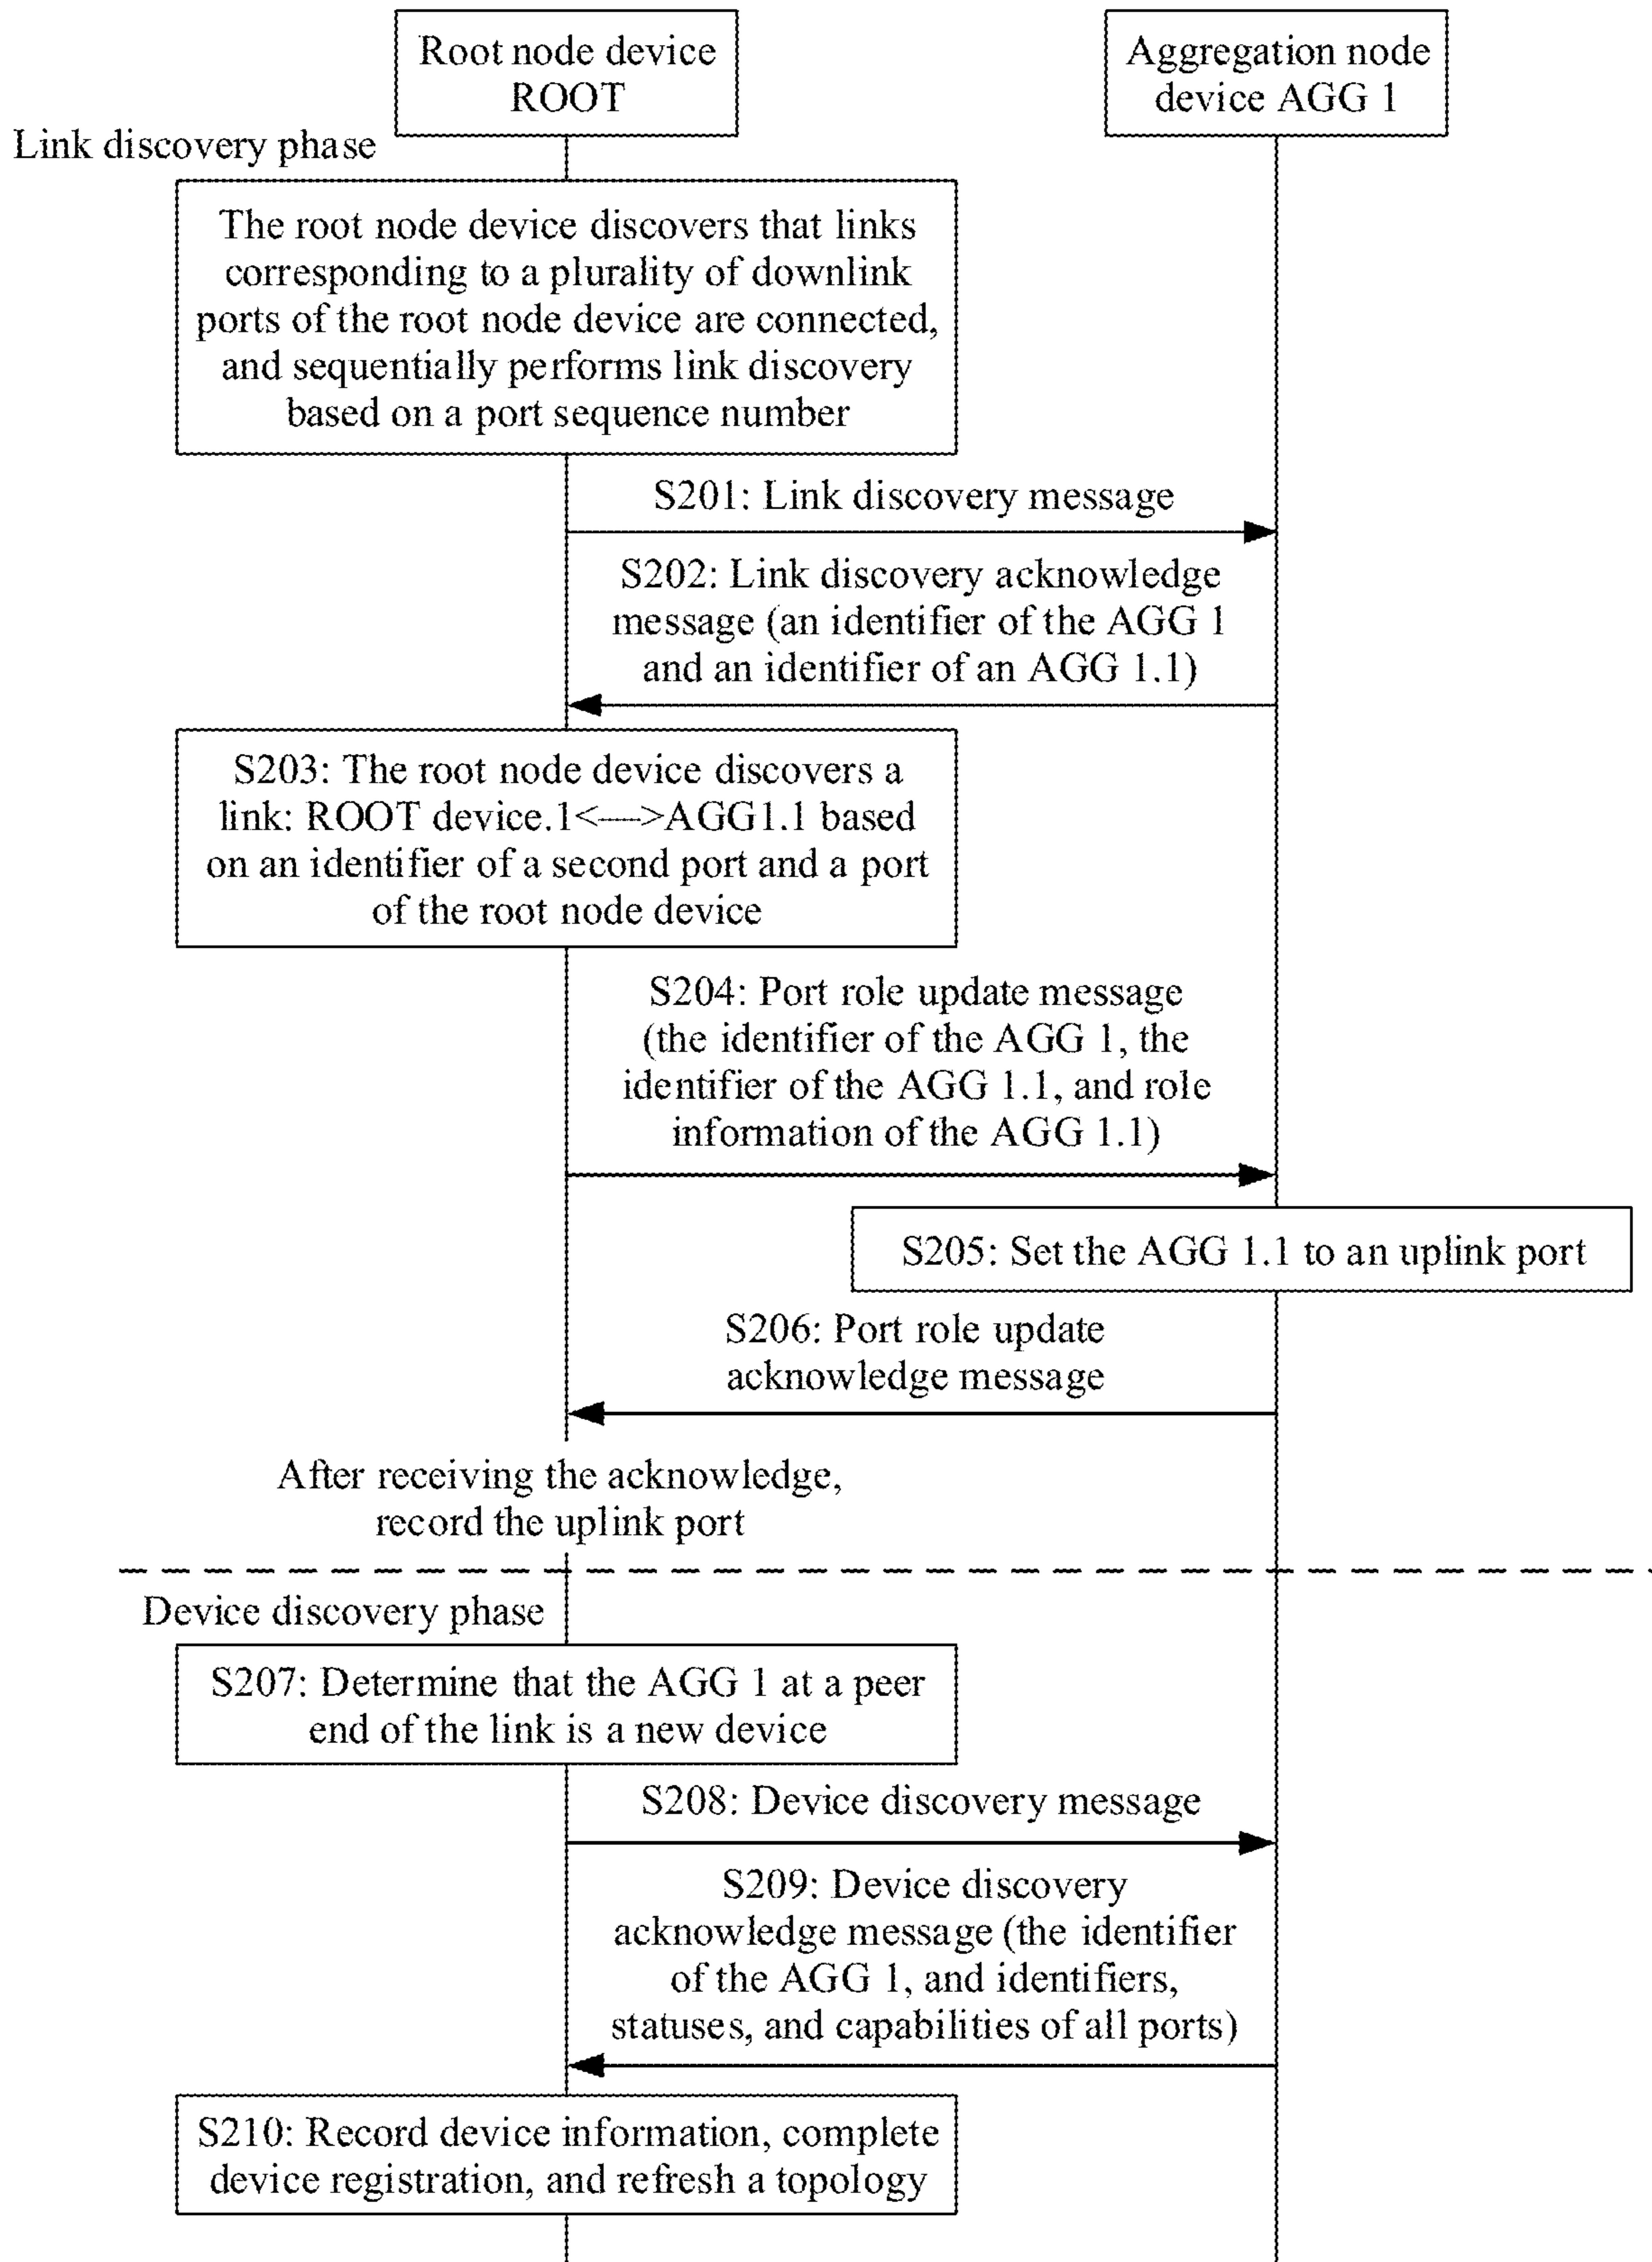 Root node device
ROOT
Aggregation node
device AGG 1
Link discovery phase
The root node device discovers that links
corresponding to a plurality of downlink
ports of the root node device are connected,
and sequentially performs link discovery
based on a port sequence number
S201: Link discovery message
S202: Link discovery acknowledge
message (an identifier of the AGG 1
and an identifier of an AGG 1.1)
S203: The root node device discovers a
link: ROOT device.1<--->AGG1.1 based
on an identifier of a second port and a port
of the root node device
S204: Port role update message
(the identifier of the AGG 1, the
identifier of the AGG 1.1, and role
information of the AGG 1.1)
S205: Set the AGG 1.1 to an uplink port
S206: Port role update
acknowledge message
After receiving the acknowledge,
record the uplink port
Device discovery phase
S207: Determine that the AGG 1 at a peer
end of the link is a new device
S208: Device discovery message
S209: Device discovery
acknowledge message (the identifier
of the AGG 1, and identifiers,
statuses, and capabilities of all ports)
S210: Record device information, complete
device registration, and refresh a topology